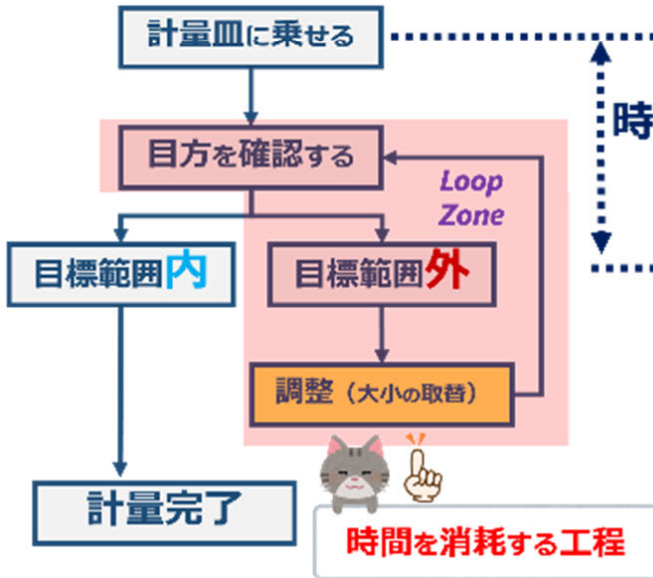 計量皿に乗せる
時
目方を確認する
Loop
Zone
目標範囲内
目標範囲外
調整（大小の取替）
計量完了
時間を消耗する工程